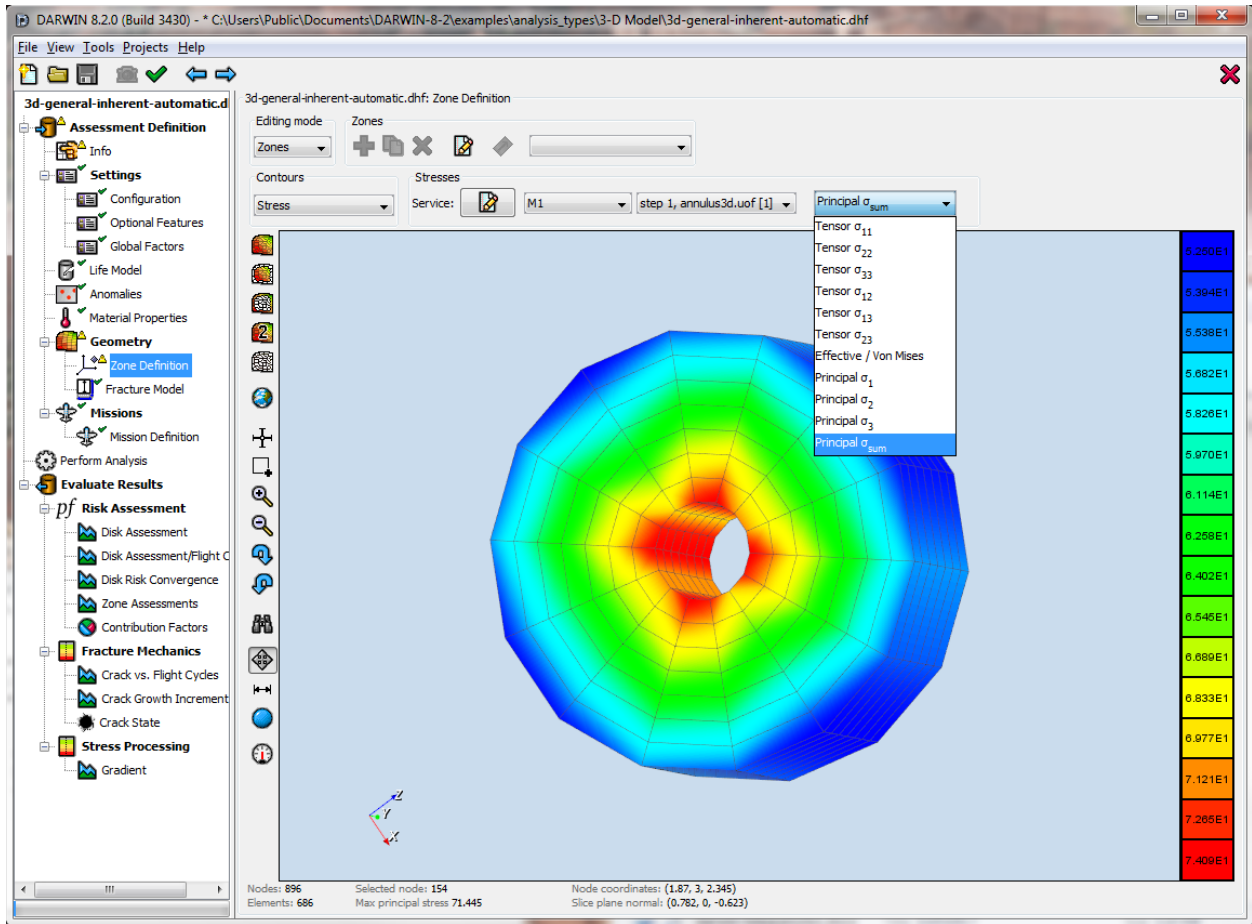 DARWIN 8.2.0 (Build 3430) - * C:\Users\Public\Documents\DARWIN-8-2\examples\analysis_types\3-D Model\3d-general-inherent-automatic.dhf
File View Tools Projects Help
3d-general-inherent-automatic.d
Assessment Definition
Info
Settings
Configuration
Optional Features
Global Factors
Life Model
Anomalies
Material Properties
Geometry
Zone Definition
Fracture Model
Missions
Mission Definition
Perform Analysis
Evaluate Results
pf Risk Assessment
Disk Assessment
Disk Assessment/Flight C
Disk Risk Convergence
Zone Assessments
Contribution Factors
Fracture Mechanics
Crack vs. Flight Cycles
Crack Growth Increment
Crack State
Stress Processing
Gradient
3d-general-inherent-automatic.dhf: Zone Definition
Editing mode Zones
Zones
Contours Stresses
Stress Service: M1 step 1, annulus3d.uof [1] Principal σsum
Tensor σ11
Tensor σ22
Tensor σ33
Tensor σ12
Tensor σ13
Tensor σ23
Effective / Von Mises
Principal σ1
Principal σ2
Principal σ3
Principal σsum
2
5.250E1
5.394E1
5.538E1
5.682E1
5.826E1
5.970E1
6.114E1
6.258E1
6.402E1
6.545E1
6.689E1
6.833E1
6.977E1
7.121E1
7.265E1
7.409E1
Z
Y
X
Nodes: 896 Selected node: 154 Node coordinates: (1.87, 3, 2.345)
Elements: 686 Max principal stress 71.445 Slice plane normal: (0.782, 0, -0.623)